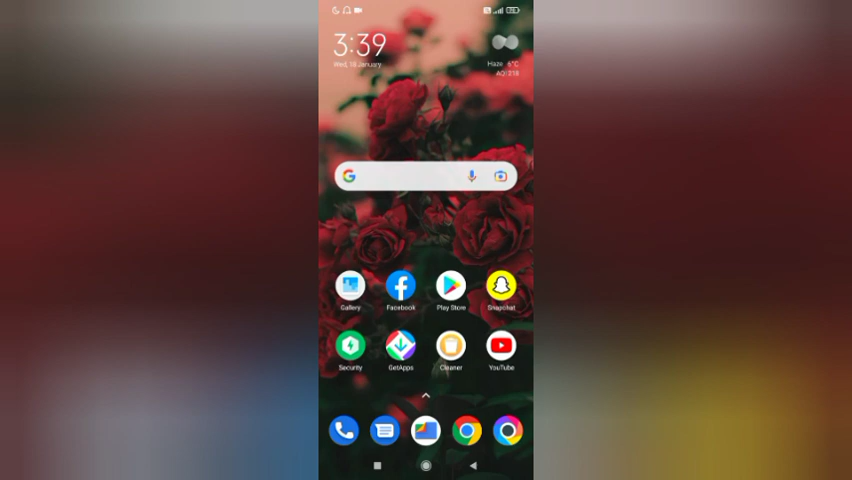 3:39
Wed, 18 January
Haze 6°C
AQI 318
Gallery Facebook Play Store Snapchat
Security GetApps Cleaner YouTube